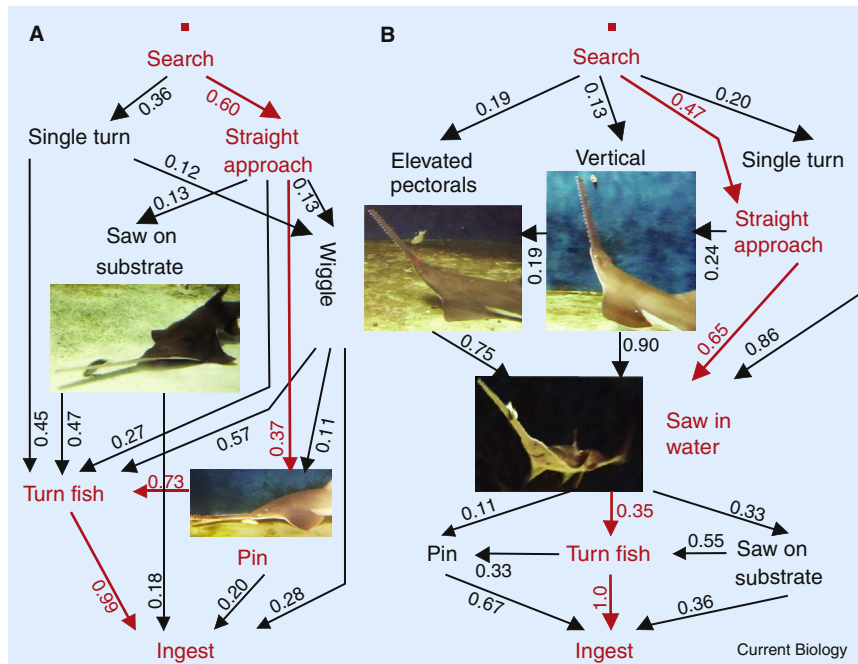 A
Search
0.36
0.60
Single turn
Straight
approach
0.12
0.13
0.13
Saw on
substrate
Wiggle
0.45
0.47
0.27
0.57
0.37
0.11
Turn fish
0.73
Pin
0.99
0.18
0.20
0.28
Ingest
B
Search
0.19
0.13
0.47
0.20
Elevated
pectorals
Vertical
Single turn
Straight
approach
0.19
0.24
0.75
0.90
0.65
0.86
Saw in
water
0.11
0.35
0.33
Pin
Turn fish
Saw on
substrate
0.33
0.55
0.67
1.0
0.36
Ingest
Current Biology